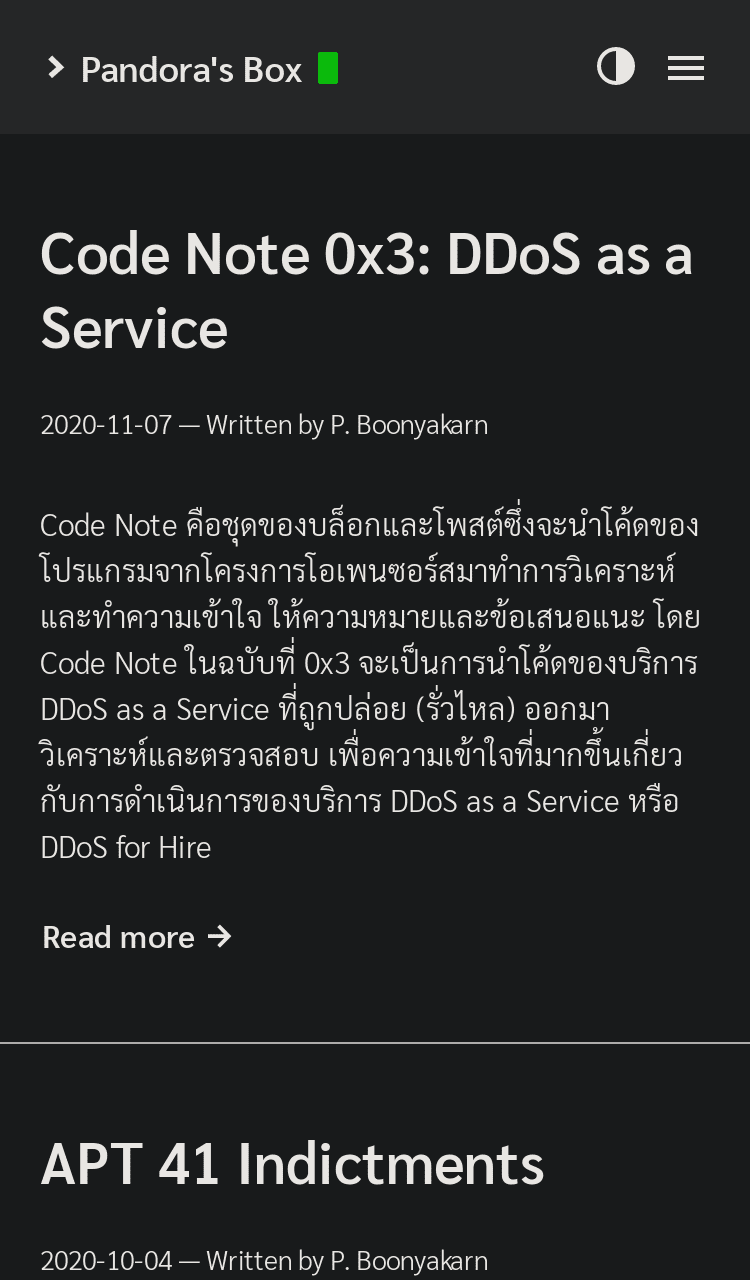 Pandora's Box
Code Note 0x3: DDoS as a
Service
2020-11-07 — Written by P. Boonyakarn
Code Note คือชุดของบล็อกและโพสต์ซึ่งจะนำโค้ดของ
โปรแกรมจากโครงการโอเพนซอร์สมาทำการวิเคราะห์
และทำความเข้าใจ ให้ความหมายและข้อเสนอแนะ โดย
Code Note ในฉบับที่ 0x3 จะเป็นการนำโค้ดของบริการ
DDoS as a Service ที่ถูกปล่อย (รั่วไหล) ออกมา
วิเคราะห์และตรวจสอบ เพื่อความเข้าใจที่มากขึ้นเกี่ยว
กับการดำเนินการของบริการ DDoS as a Service หรือ
DDoS for Hire
Read more →
APT 41 Indictments
2020-10-04 — Written by P. Boonyakarn